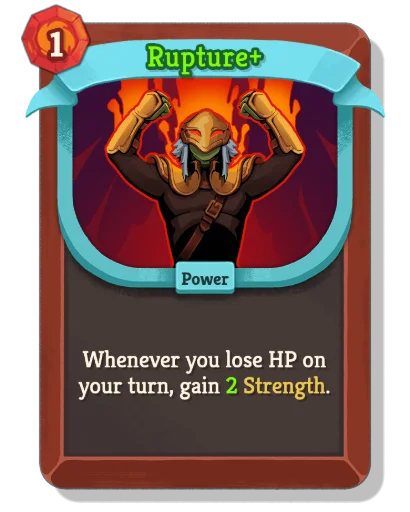 1
Rupture+
Power
Whenever you lose HP on
your turn, gain 2 Strength.